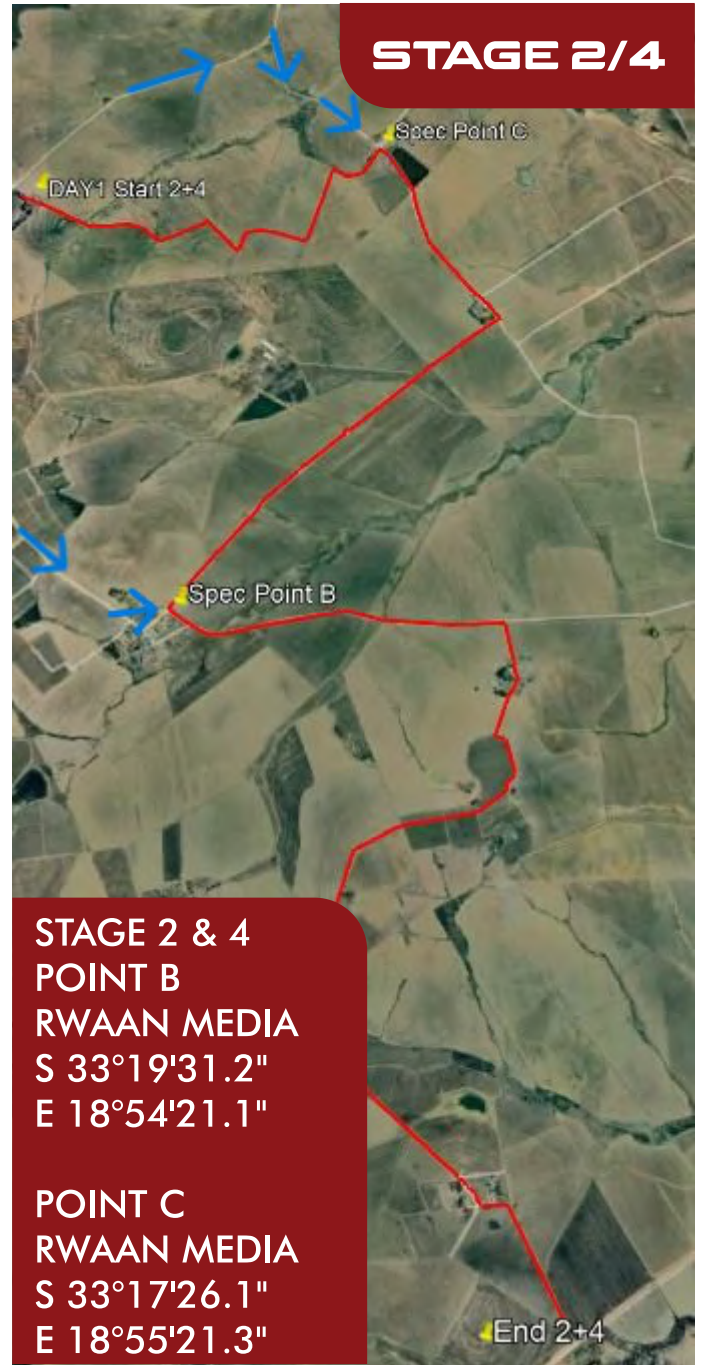 STAGE 2/4
Spec Point C
DAY1 Start 2+4
Spec Point B
STAGE 2 & 4
POINT B
RWAAN MEDIA
S 33°19'31.2"
E 18°54'21.1"
POINT C
RWAAN MEDIA
S 33°17'26.1"
E 18°55'21.3"
End 2+4